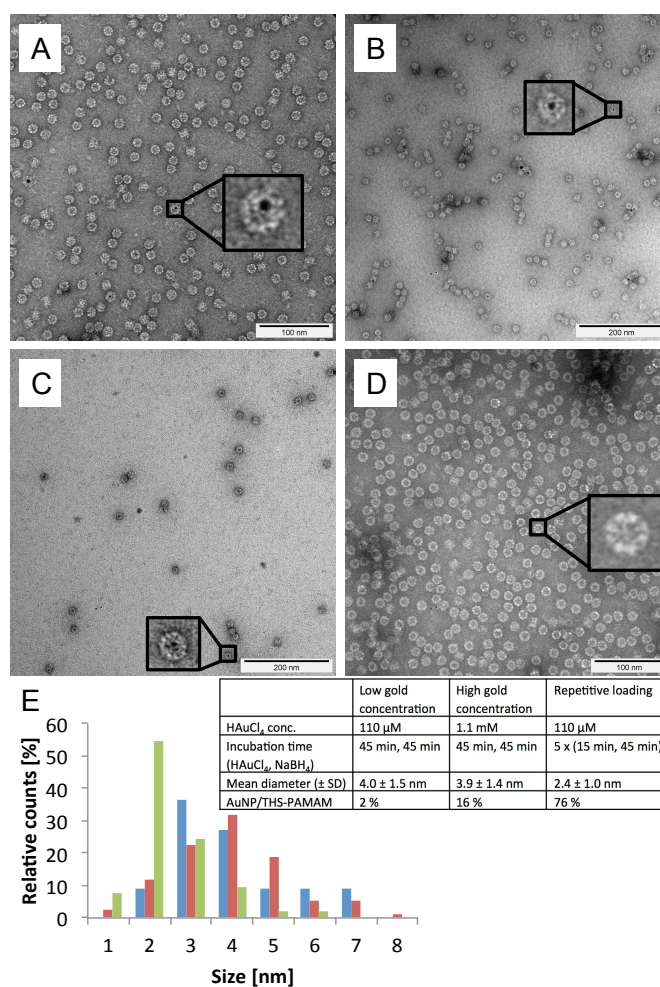 A
B
100 nm
200 nm
C
D
200 nm
100 nm
E
Low gold concentration
High gold concentration
Repetitive loading
HAuCl₄ conc.
110 µM
1.1 mM
110 µM
Incubation time (HAuCl₄, NaBH₄)
45 min, 45 min
45 min, 45 min
5 x (15 min, 45 min)
Mean diameter (± SD)
4.0 ± 1.5 nm
3.9 ± 1.4 nm
2.4 ± 1.0 nm
AuNP/THS-PAMAM
2 %
16 %
76 %
Relative counts [%]
60
50
40
30
20
10
0
1 2 3 4 5 6 7 8
Size [nm]